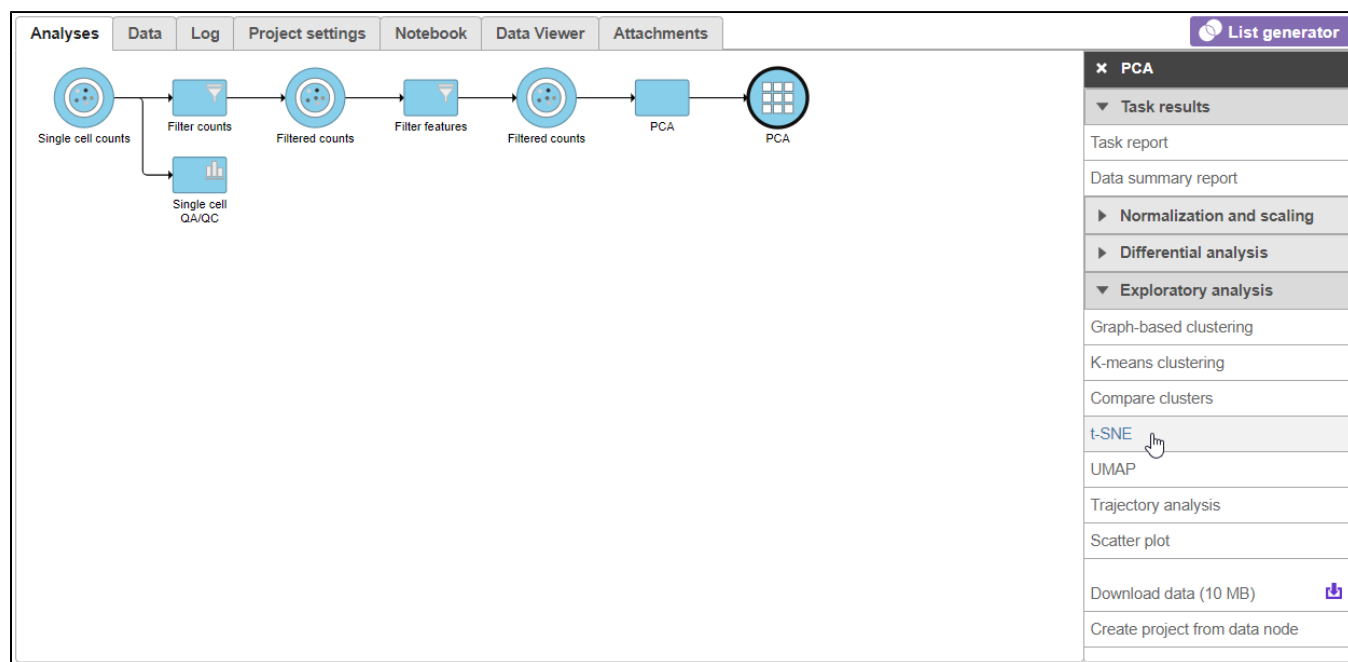 Analyses Data Log Project settings Notebook Data Viewer Attachments List generator
Single cell counts
Filter counts
Filtered counts
Filter features
Filtered counts
PCA
PCA
Single cell
QA/QC
PCA
Task results
Task report
Data summary report
Normalization and scaling
Differential analysis
Exploratory analysis
Graph-based clustering
K-means clustering
Compare clusters
t-SNE
UMAP
Trajectory analysis
Scatter plot
Download data (10 MB)
Create project from data node